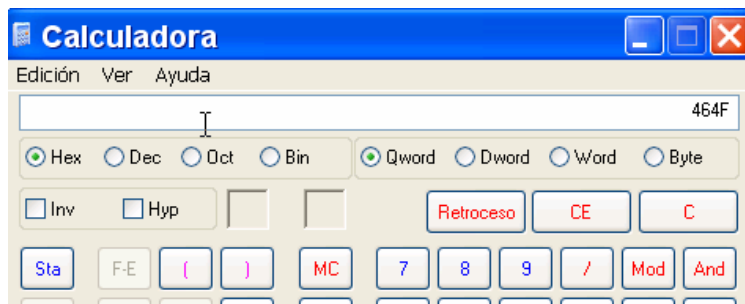 Calculadora
Edición Ver Ayuda
464F
Hex Dec Oct Bin Qword Dword Word Byte
Inv Hyp Retroceso CE C
Sta F-E ( ) MC 7 8 9 / Mod And